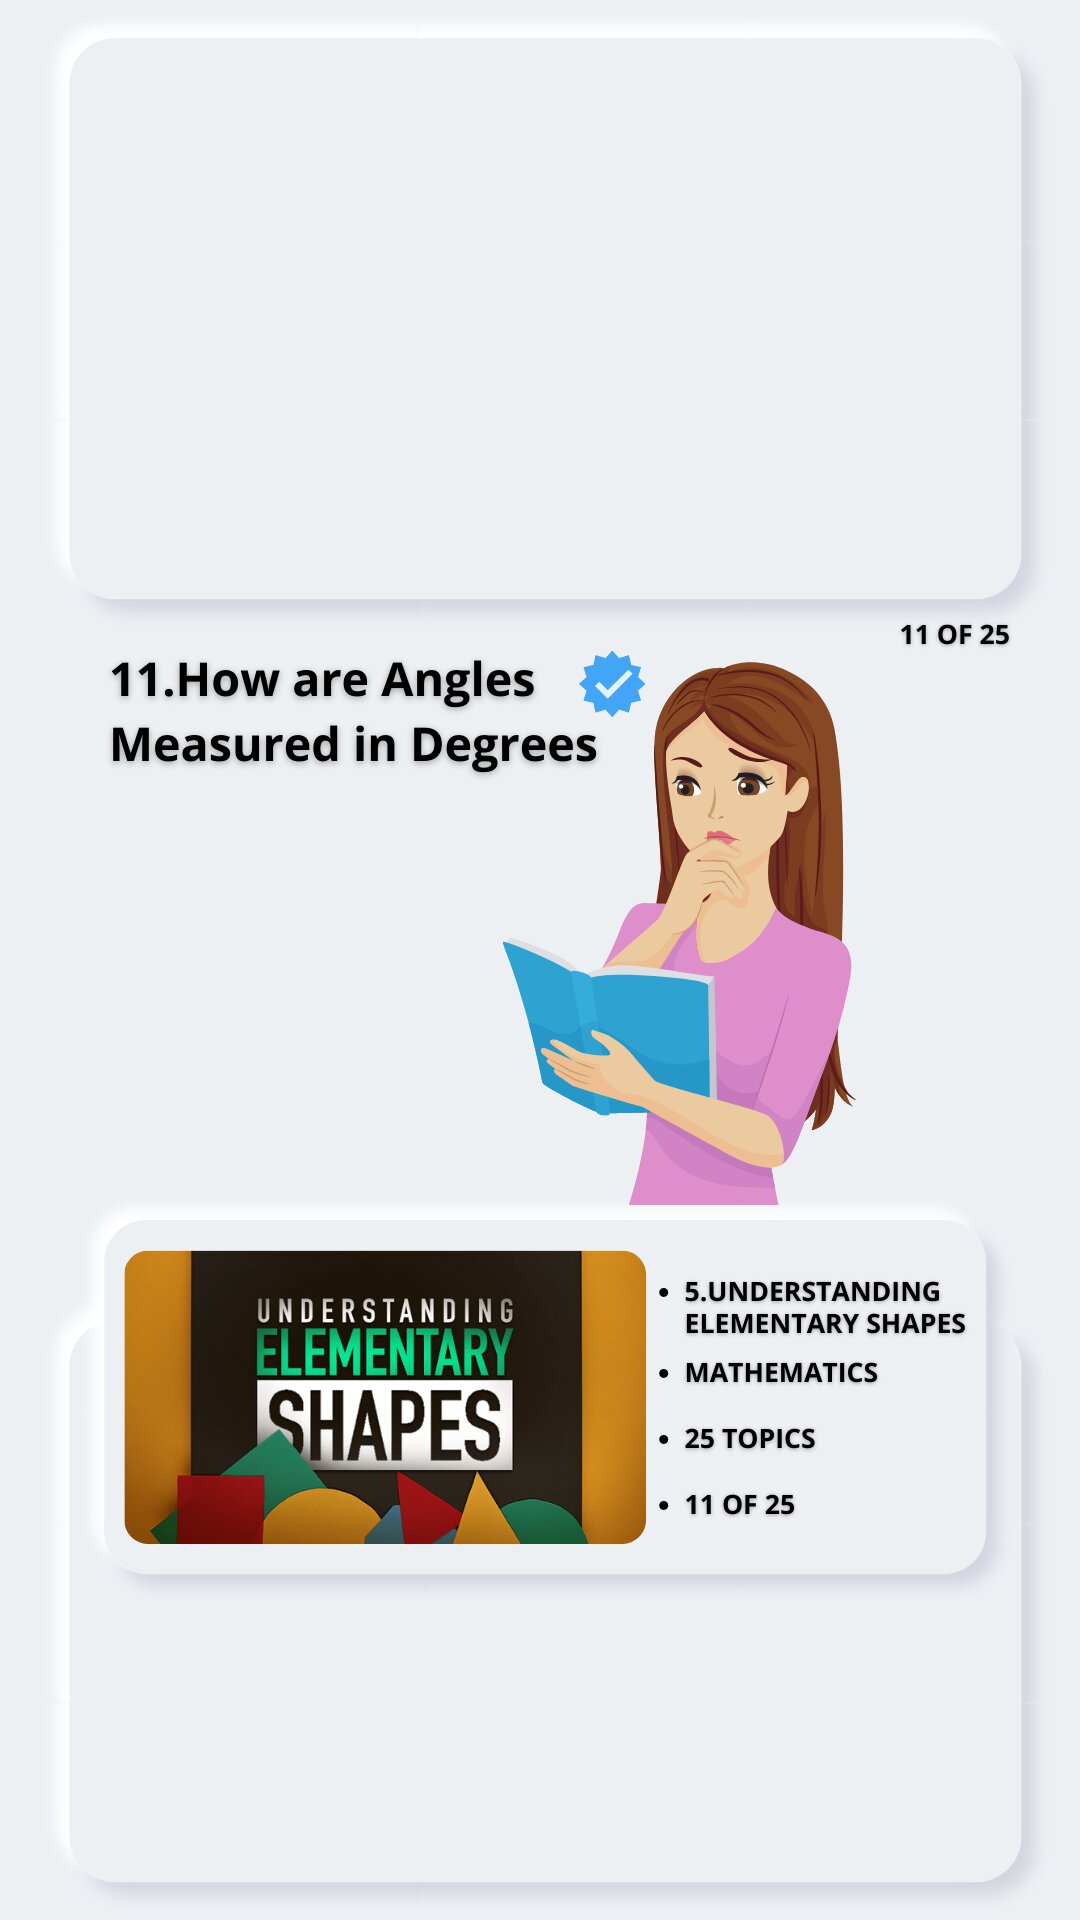 11 OF 25
11.How are Angles
Measured in Degrees
UNDERSTANDING
ELEMENTARY
SHAPES
5.UNDERSTANDING
ELEMENTARY SHAPES
MATHEMATICS
25 TOPICS
11 OF 25